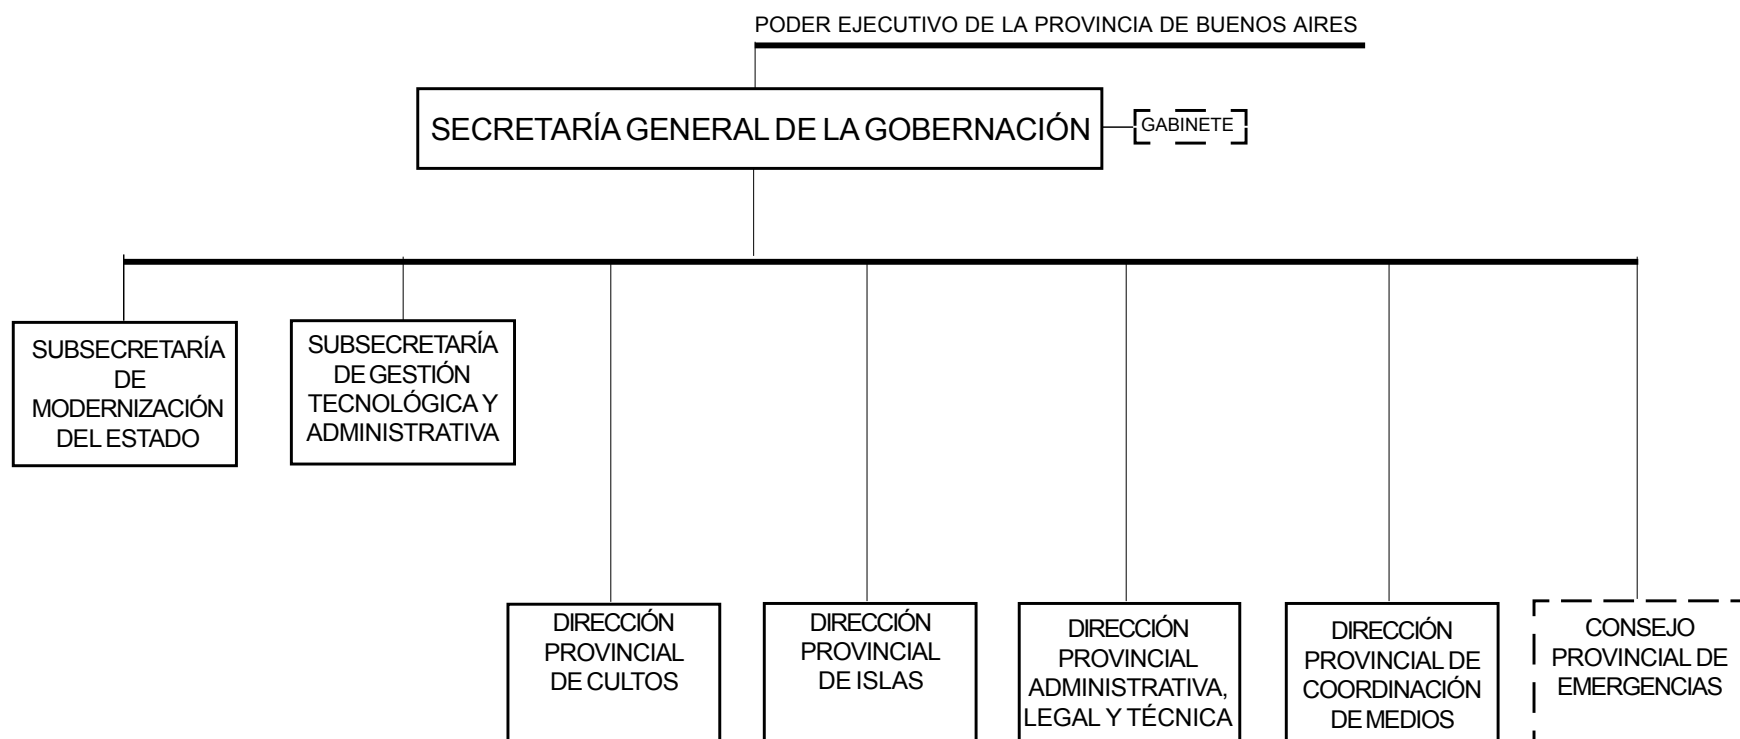 PODER EJECUTIVO DE LA PROVINCIA DE BUENOS AIRES
SECRETARÍA GENERAL DE LA GOBERNACIÓN
GABINETE
SUBSECRETARÍA
DE
MODERNIZACIÓN
DEL ESTADO
SUBSECRETARÍA
DE GESTIÓN
TECNOLÓGICA Y
ADMINISTRATIVA
DIRECCIÓN
PROVINCIAL
DE CULTOS
DIRECCIÓN
PROVINCIAL
DE ISLAS
DIRECCIÓN
PROVINCIAL
ADMINISTRATIVA,
LEGAL Y TÉCNICA
DIRECCIÓN
PROVINCIAL DE
COORDINACIÓN
DE MEDIOS
CONSEJO
PROVINCIAL DE
EMERGENCIAS